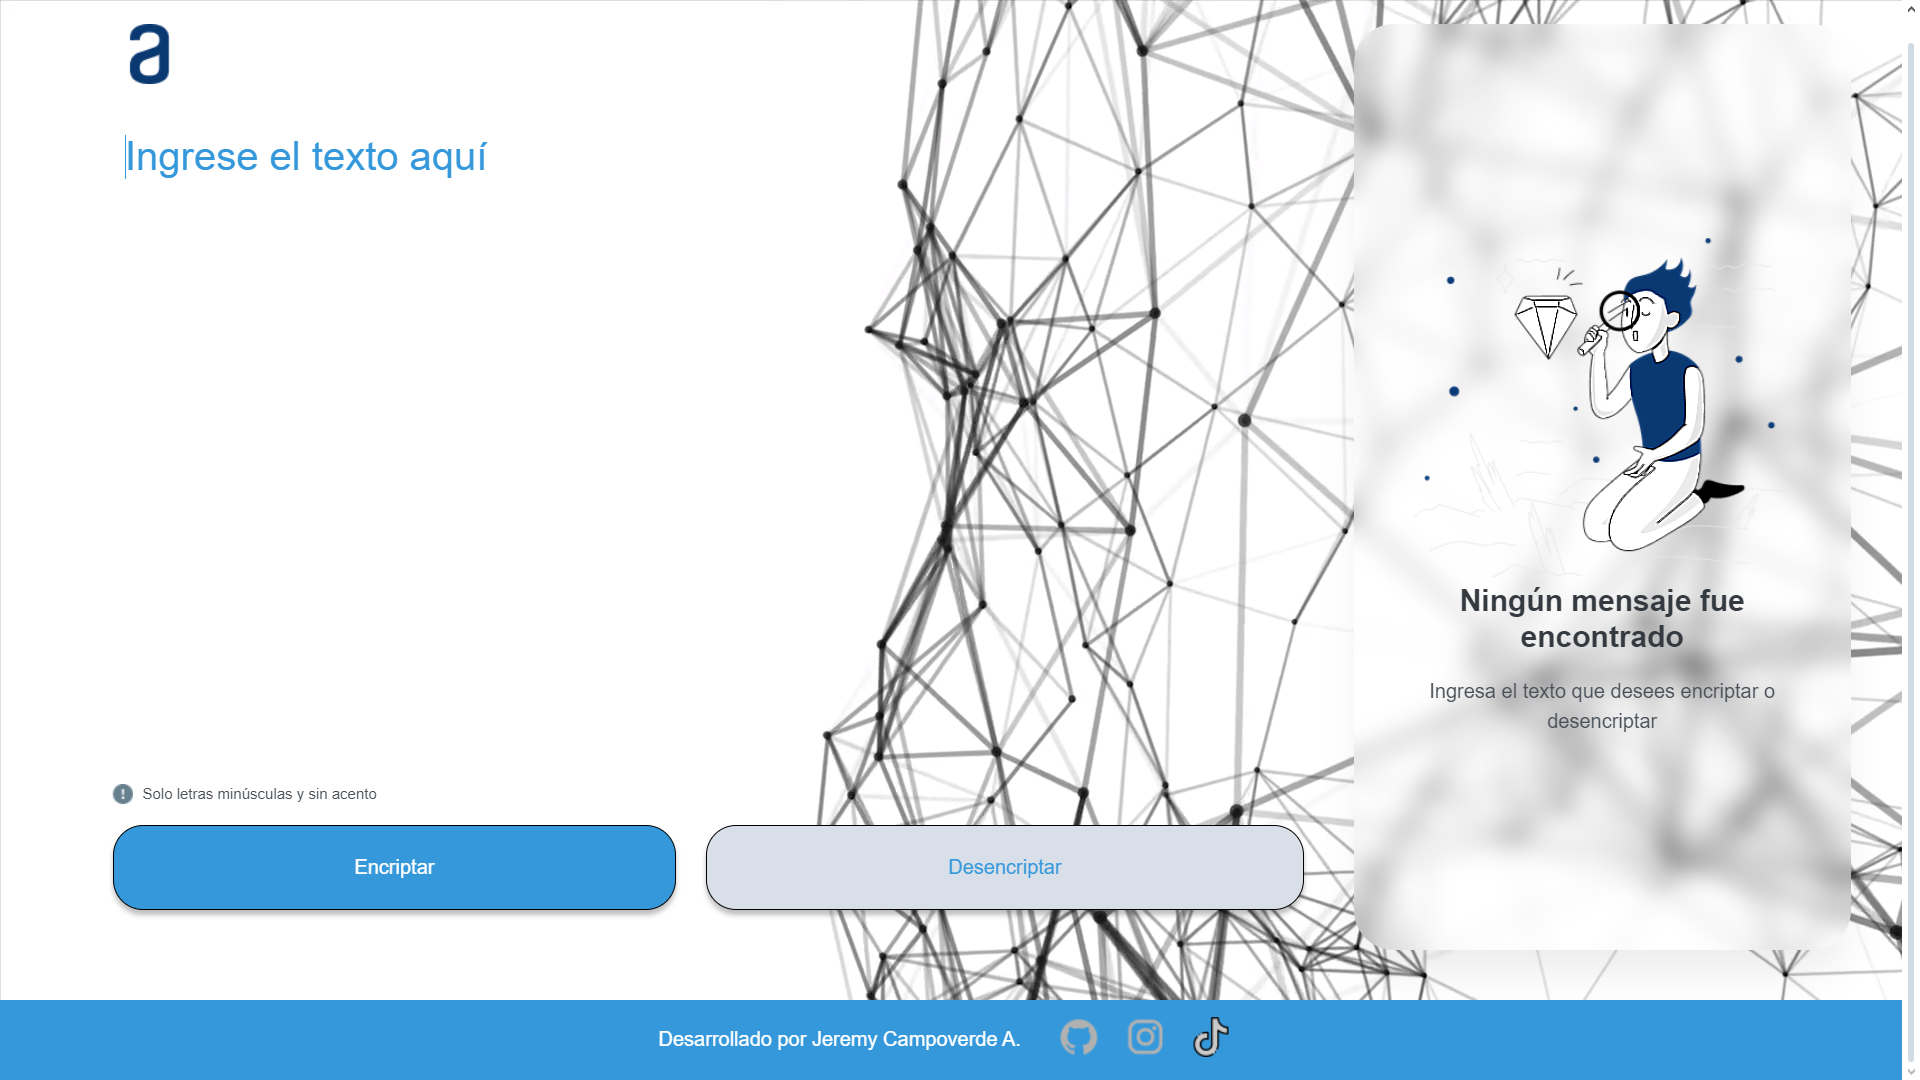 a
Ingrese el texto aquí
Ningún mensaje fue
encontrado
Ingresa el texto que desees encriptar o
desencriptar
Solo letras minúsculas y sin acento
Encriptar
Desencriptar
Desarrollado por Jeremy Campoverde A.